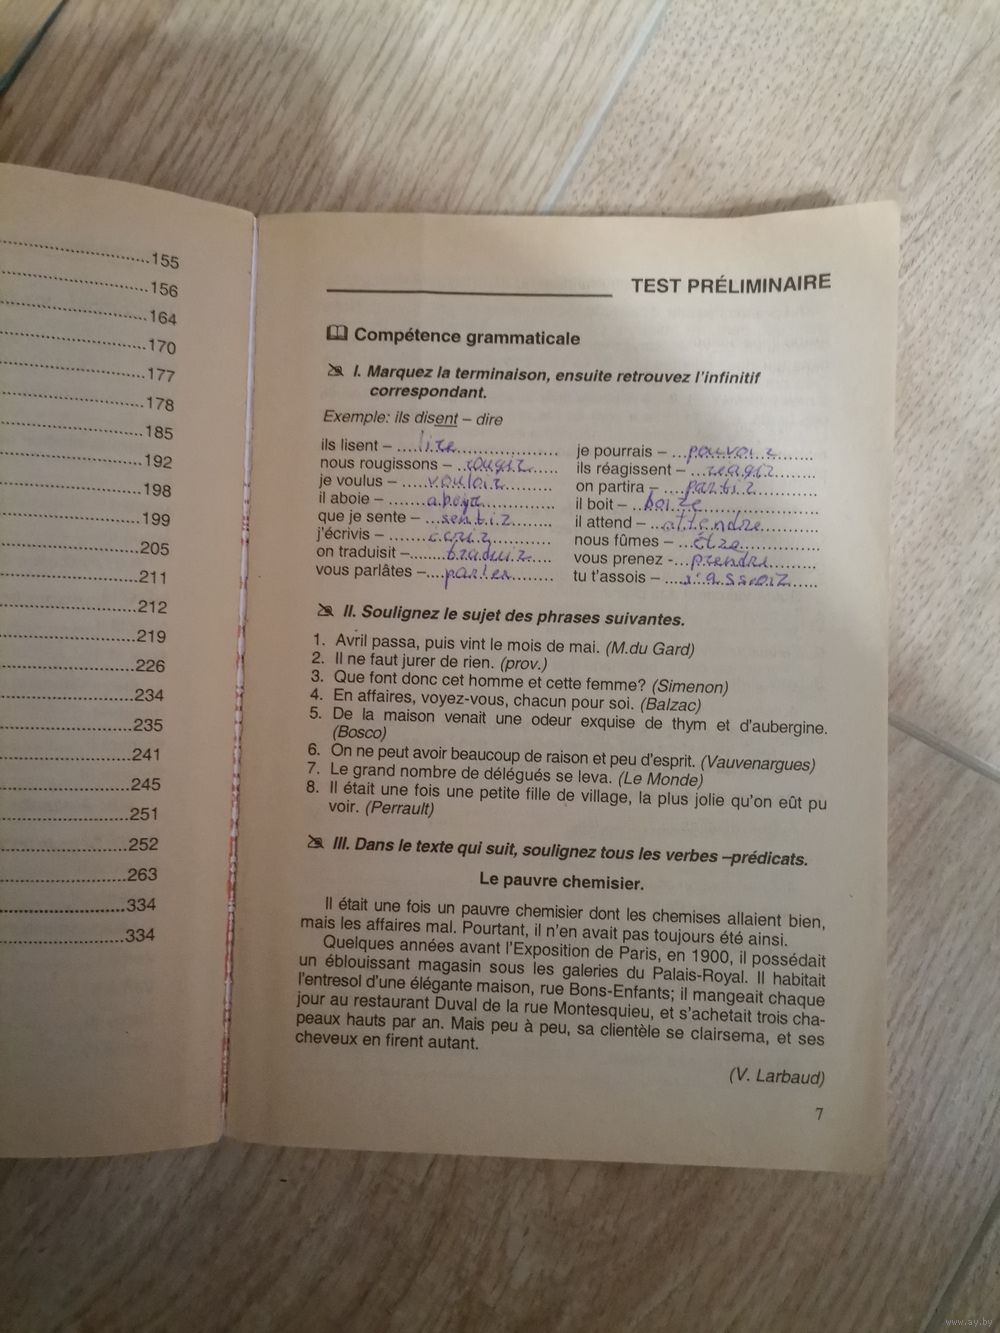 155
156
164
170
177
178
185
192
198
199
205
211
212
219
226
234
235
241
245
251
252
263
334
334
TEST PRÉLIMINAIRE
Compétence grammaticale
I. Marquez la terminaison, ensuite retrouvez l'infinitif
correspondant.
Exemple: ils disent – dire
ils lisent – lire
nous rougissons – rougir
je voulus – vouloir
il aboie –
que je sente – sentir
j'écrivis –
on traduisit – traduir
vous parlâtes – parler
je pourrais – pouvoir
ils réagissent – reagir
on partira – partir
il boit – boire
il attend – attendre
nous fûmes – être
vous prenez - prendre
tu t'assois –
II. Soulignez le sujet des phrases suivantes.
1. Avril passa, puis vint le mois de mai. (M.du Gard)
2. Il ne faut jurer de rien. (prov.)
3. Que font donc cet homme et cette femme? (Simenon)
4. En affaires, voyez-vous, chacun pour soi. (Balzac)
5. De la maison venait une odeur exquise de thym et d'aubergine.
(Bosco)
6. On ne peut avoir beaucoup de raison et peu d'esprit. (Vauvenargues)
7. Le grand nombre de délégués se leva. (Le Monde)
8. Il était une fois une petite fille de village, la plus jolie qu'on eût pu
voir. (Perrault)
III. Dans le texte qui suit, soulignez tous les verbes –prédicats.
Le pauvre chemisier.
Il était une fois un pauvre chemisier dont les chemises allaient bien,
mais les affaires mal. Pourtant, il n'en avait pas toujours été ainsi.
Quelques années avant l'Exposition de Paris, en 1900, il possédait
un éblouissant magasin sous les galeries du Palais-Royal. Il habitait
l'entresol d'une élégante maison, rue Bons-Enfants; il mangeait chaque
jour au restaurant Duval de la rue Montesquieu, et s'achetait trois cha-
peaux hauts par an. Mais peu à peu, sa clientèle se clairsema, et ses
cheveux en firent autant.
(V. Larbaud)
7
www.ay.by